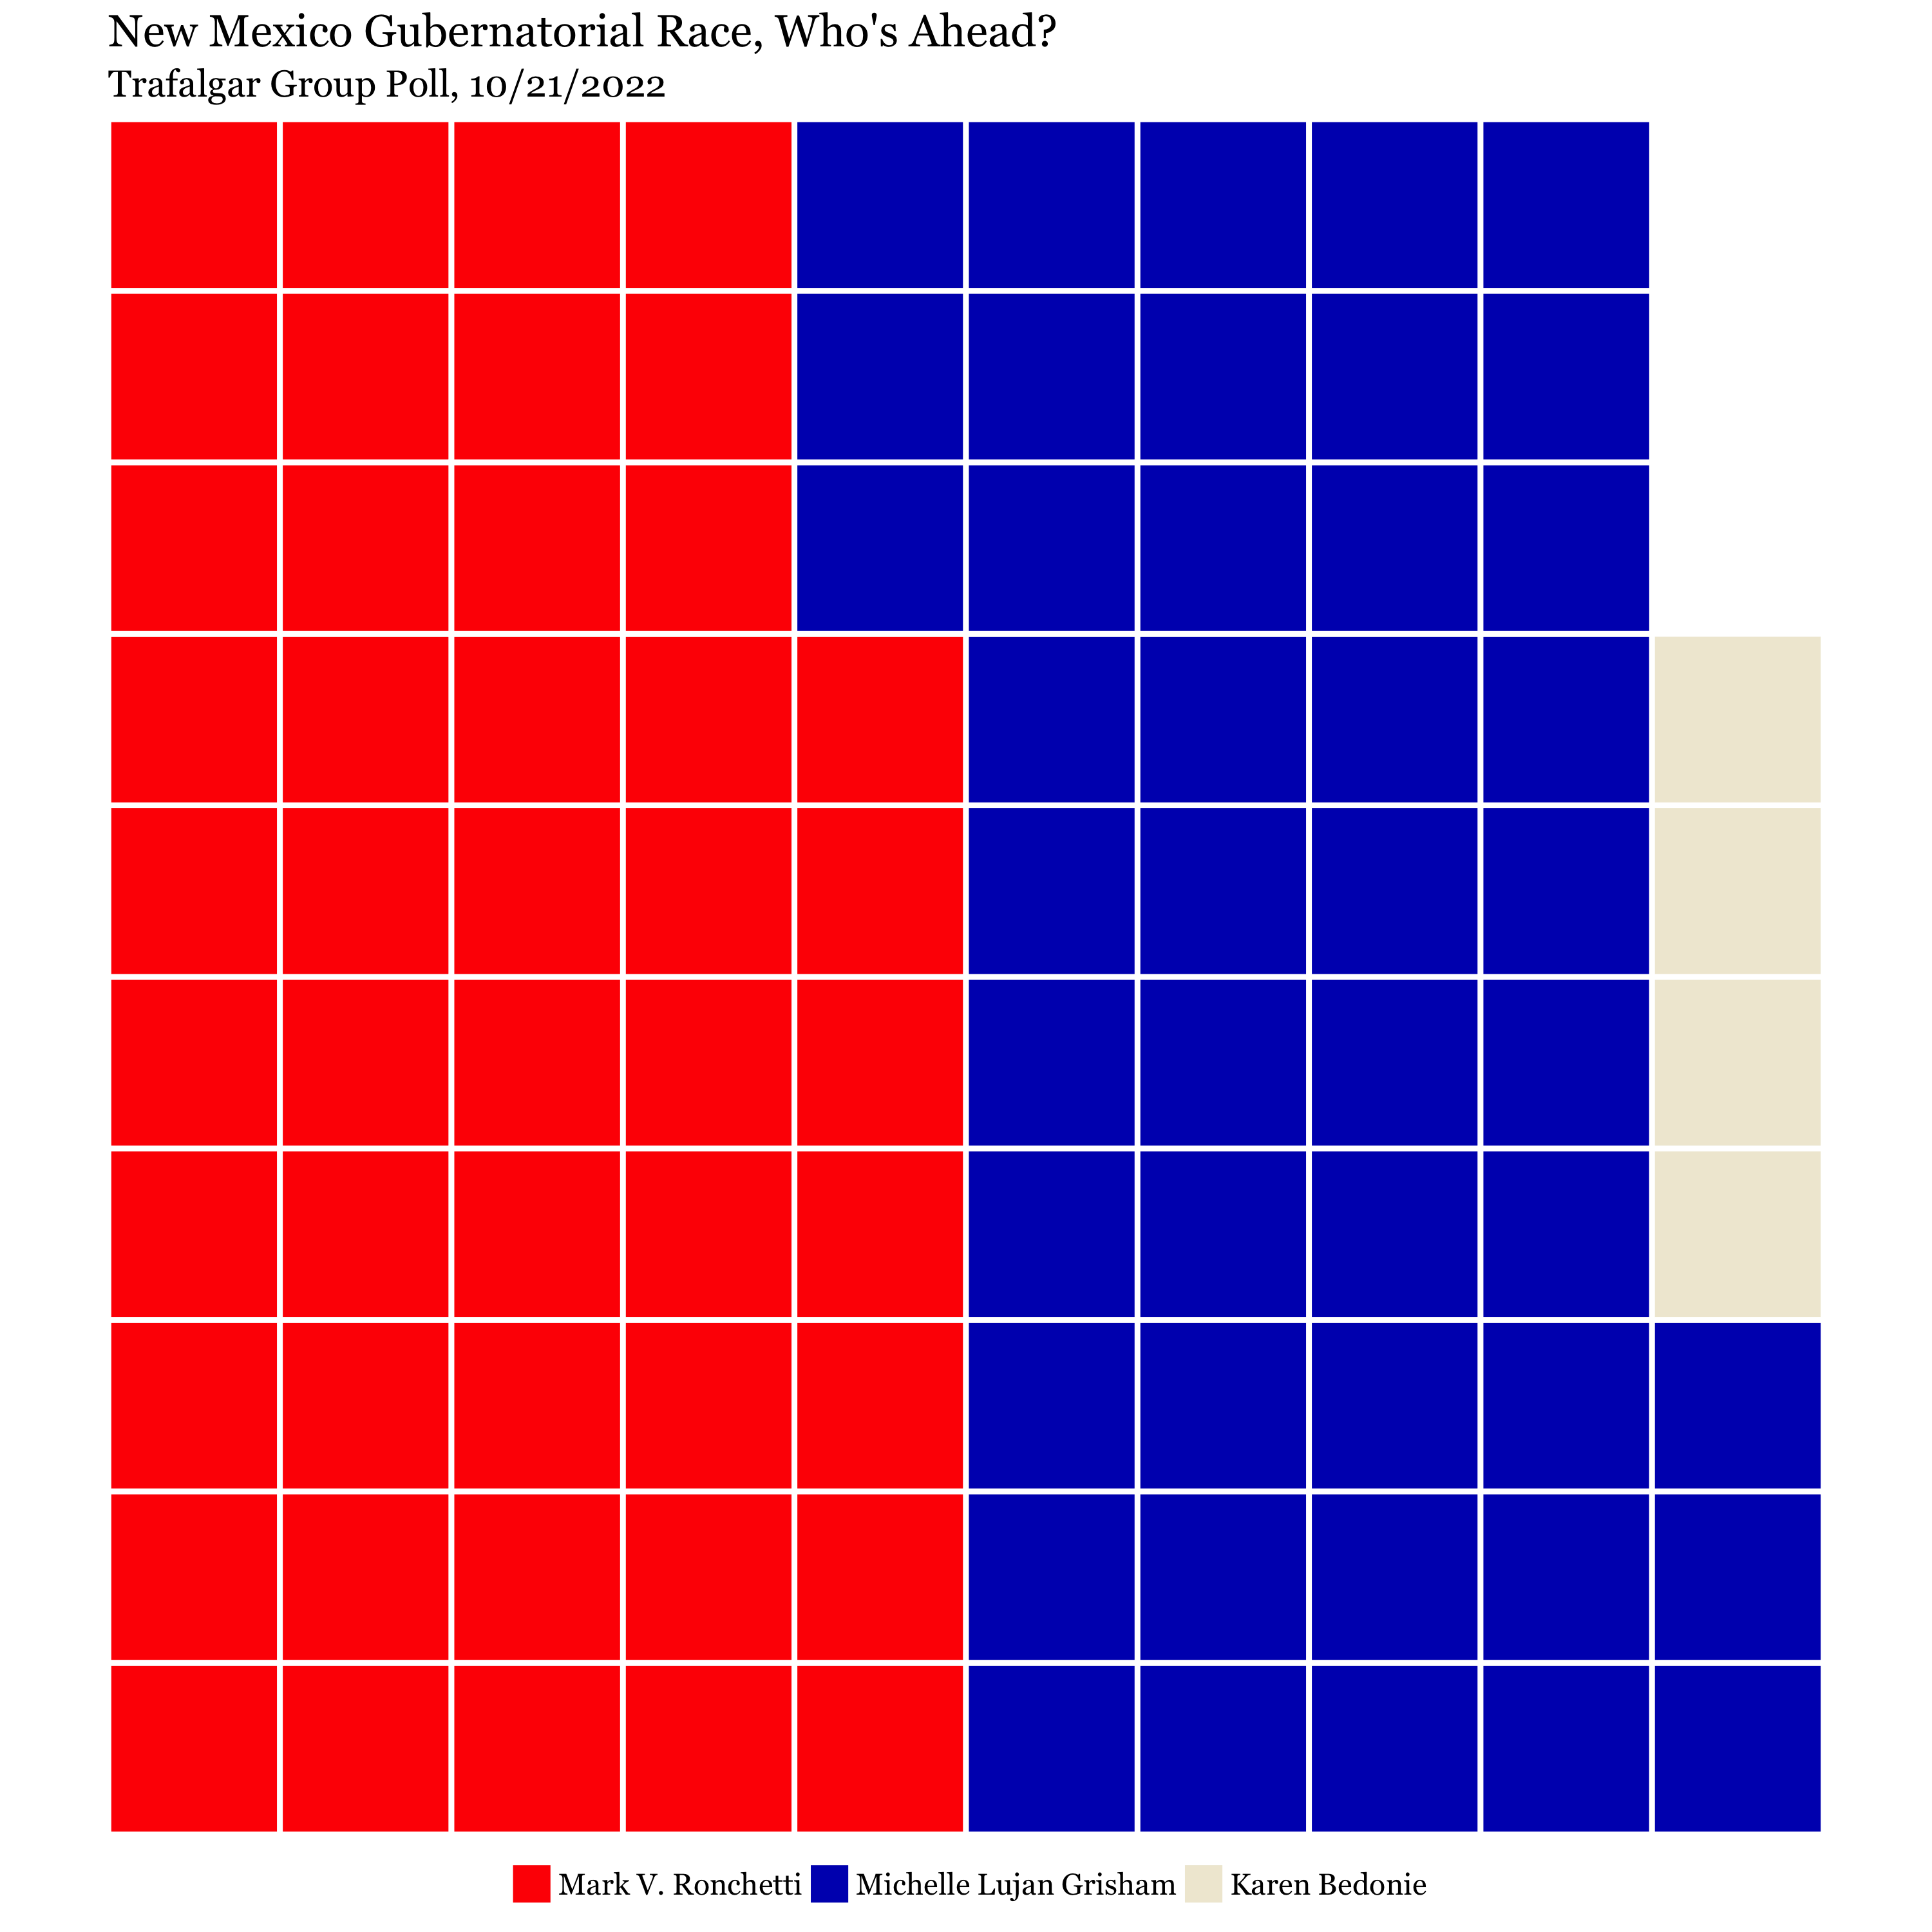 New Mexico Gubernatorial Race, Who's Ahead?
Trafalgar Group Poll, 10/21/2022
Mark V. Ronchetti Michelle Lujan Grisham Karen Bedonie